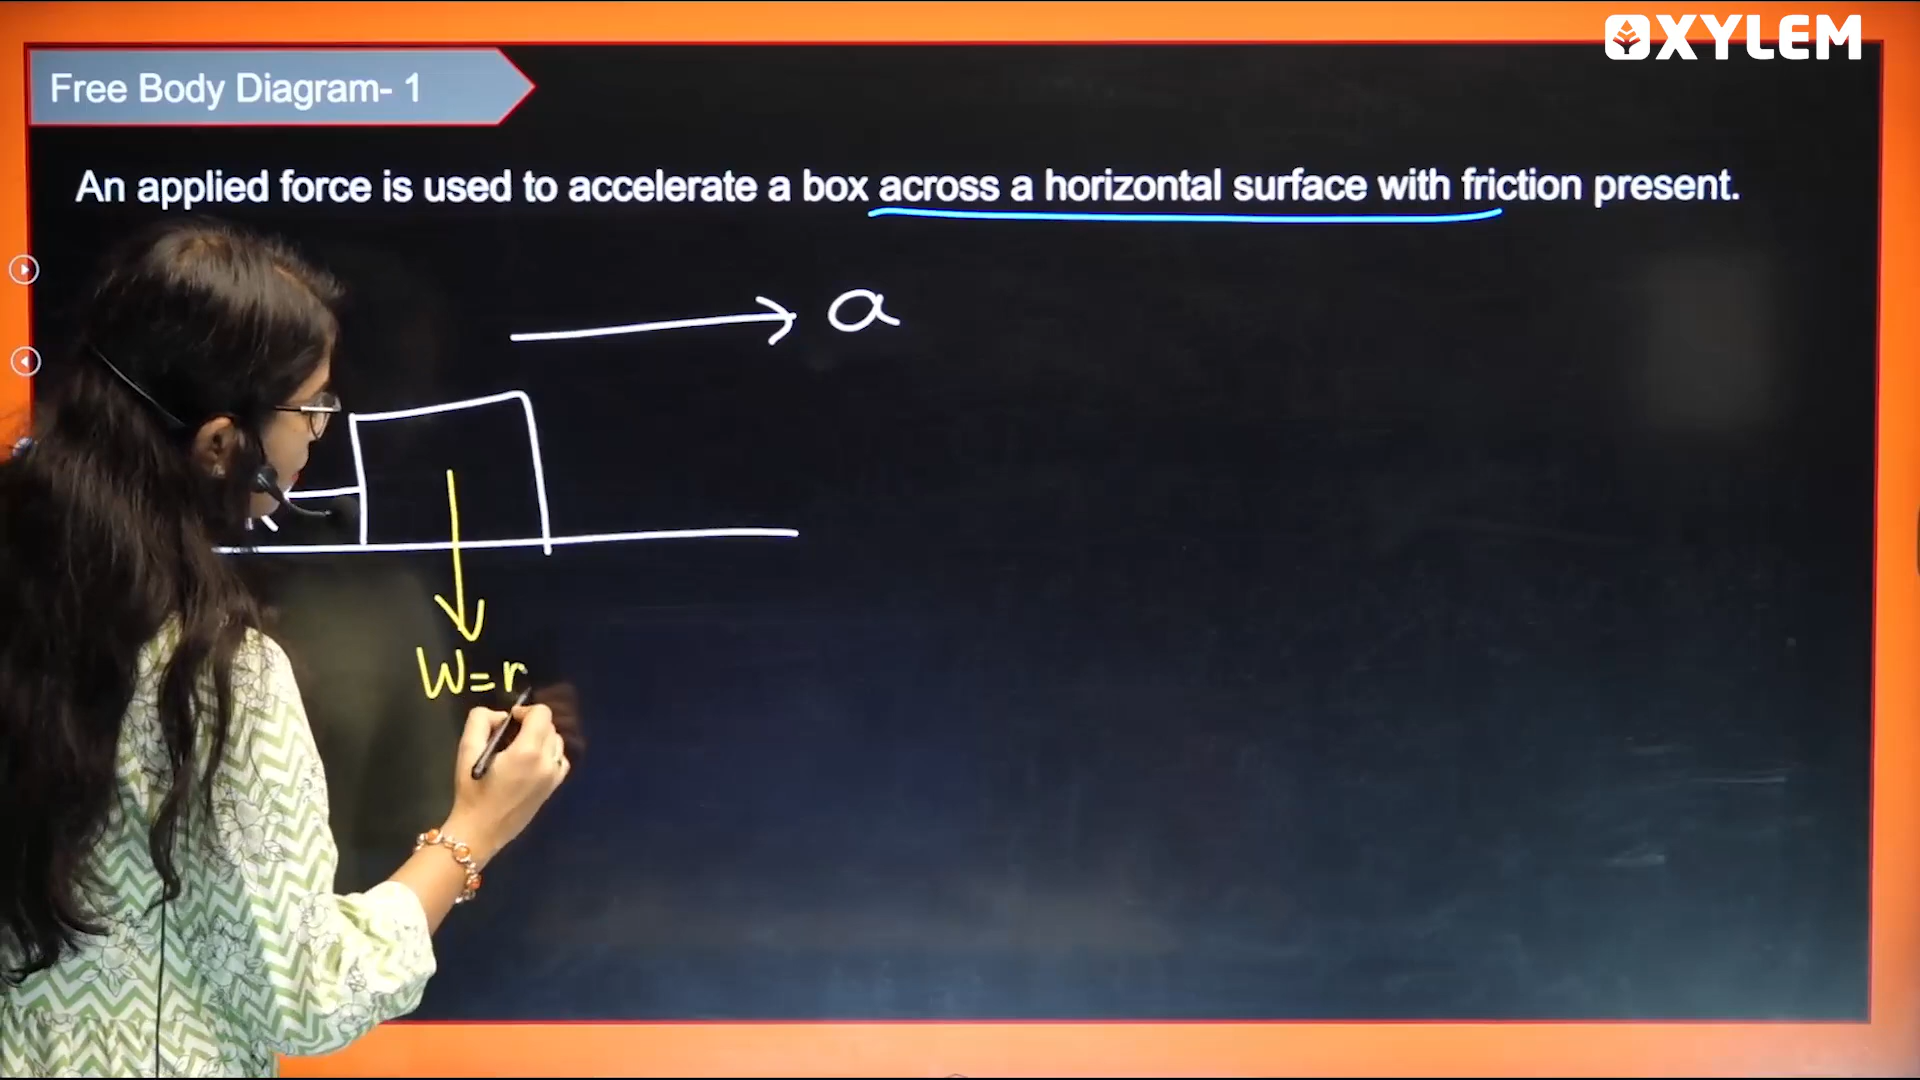 OXYLEM
Free Body Diagram- 1
An applied force is used to accelerate a box across a horizontal surface with friction present.
a
W=r